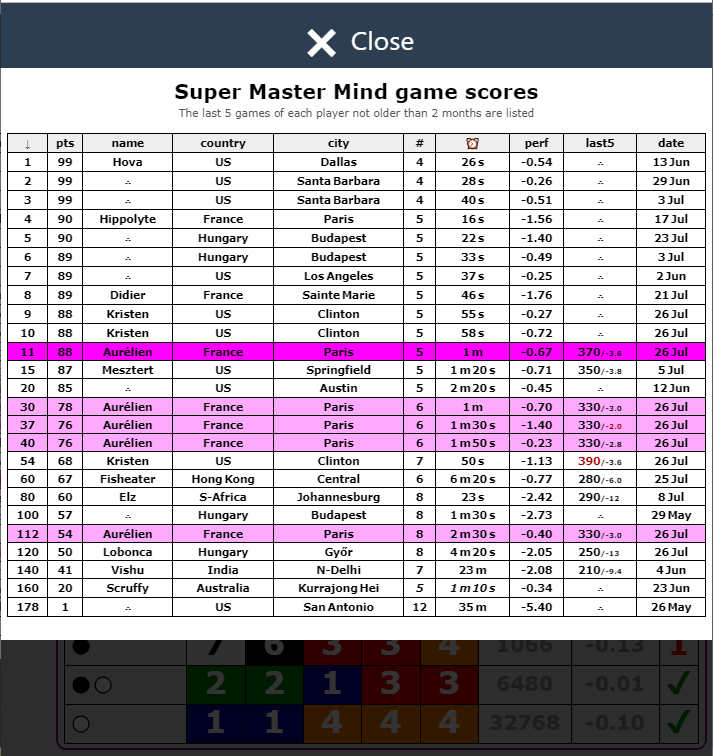 Close
Super Master Mind game scores
The last 5 games of each player not older than 2 months are listed
↓ pts name country city # ⏰ perf last5 date
1 99 Hova US Dallas 4 26 s -0.54 ∴ 13 Jun
2 99 ∴ US Santa Barbara 4 28 s -0.26 ∴ 29 Jun
3 99 ∴ US Santa Barbara 4 40 s -0.51 ∴ 3 Jul
4 90 Hippolyte France Paris 5 16 s -1.56 ∴ 17 Jul
5 90 ∴ Hungary Budapest 5 22 s -1.40 ∴ 23 Jul
6 89 ∴ Hungary Budapest 5 33 s -0.49 ∴ 3 Jul
7 89 ∴ US Los Angeles 5 37 s -0.25 ∴ 2 Jun
8 89 Didier France Sainte Marie 5 46 s -1.76 ∴ 21 Jul
9 88 Kristen US Clinton 5 55 s -0.27 ∴ 26 Jul
10 88 Kristen US Clinton 5 58 s -0.72 ∴ 26 Jul
11 88 Aurélien France Paris 5 1 m -0.67 370/-3.6 26 Jul
15 87 Mesztert US Springfield 5 1 m 20 s -0.71 350/-3.8 5 Jul
20 85 ∴ US Austin 5 2 m 20 s -0.45 ∴ 12 Jun
30 78 Aurélien France Paris 6 1 m -0.70 330/-3.0 26 Jul
37 76 Aurélien France Paris 6 1 m 30 s -1.40 330/-2.0 26 Jul
40 76 Aurélien France Paris 6 1 m 50 s -0.23 330/-2.8 26 Jul
54 68 Kristen US Clinton 7 50 s -1.13 390/-3.6 26 Jul
60 67 Fisheater Hong Kong Central 6 6 m 20 s -0.77 280/-6.0 25 Jul
80 60 Elz S-Africa Johannesburg 8 23 s -2.42 290/-12 8 Jul
100 57 ∴ Hungary Budapest 8 1 m 30 s -2.73 ∴ 29 May
112 54 Aurélien France Paris 8 2 m 30 s -0.40 330/-3.0 26 Jul
120 50 Lobonca Hungary Győr 8 4 m 20 s -2.05 250/-13 26 Jul
140 41 Vishu India N-Delhi 7 23 m -2.08 210/-9.4 4 Jun
160 20 Scruffy Australia Kurrajong Hei 5 1 m 10 s -0.34 ∴ 23 Jun
178 1 ∴ US San Antonio 12 35 m -5.40 ∴ 26 May
7 6 3 3 4 1066 -0.13 1
2 2 1 3 3 6480 -0.01 ✓
1 1 4 4 4 32768 -0.10 ✓